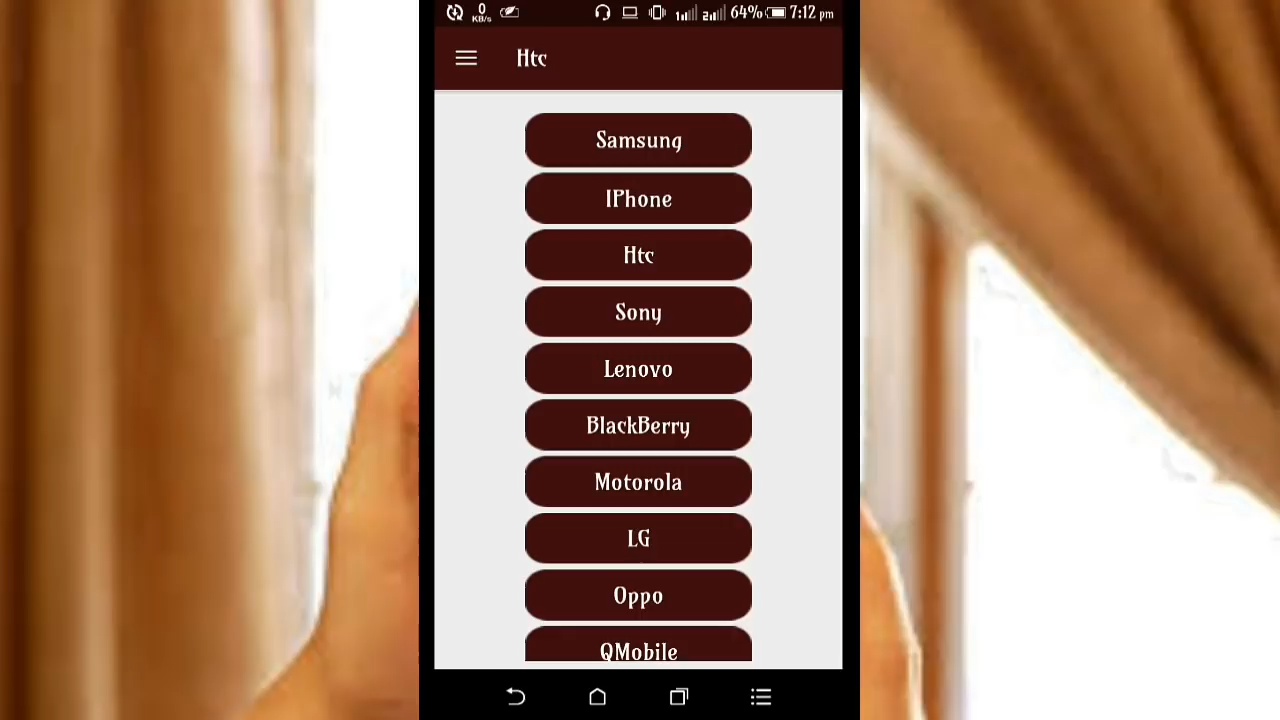 0 KB/s 64% 7:12 pm
Htc
Samsung
IPhone
Htc
Sony
Lenovo
BlackBerry
Motorola
LG
Oppo
QMobile